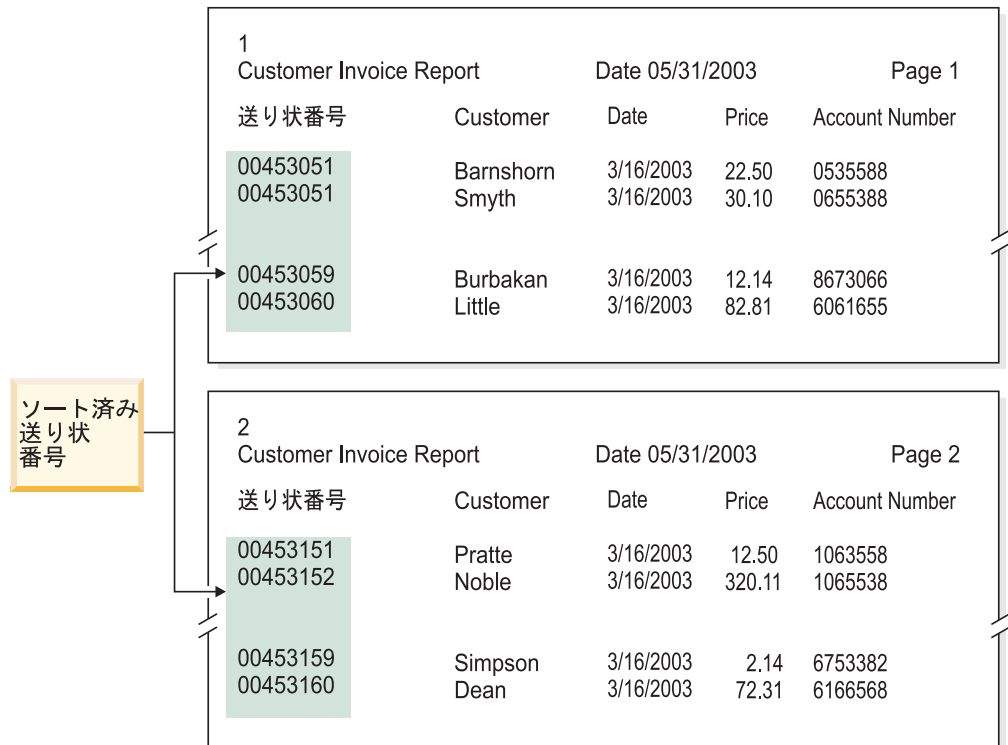 1
Customer Invoice Report Date 05/31/2003 Page 1
送り状番号 Customer Date Price Account Number
00453051 Barnshorn 3/16/2003 22.50 0535588
00453051 Smyth 3/16/2003 30.10 0655388
00453059 Burbakan 3/16/2003 12.14 8673066
00453060 Little 3/16/2003 82.81 6061655
ソート済み
送り状
番号
2
Customer Invoice Report Date 05/31/2003 Page 2
送り状番号 Customer Date Price Account Number
00453151 Pratte 3/16/2003 12.50 1063558
00453152 Noble 3/16/2003 320.11 1065538
00453159 Simpson 3/16/2003 2.14 6753382
00453160 Dean 3/16/2003 72.31 6166568